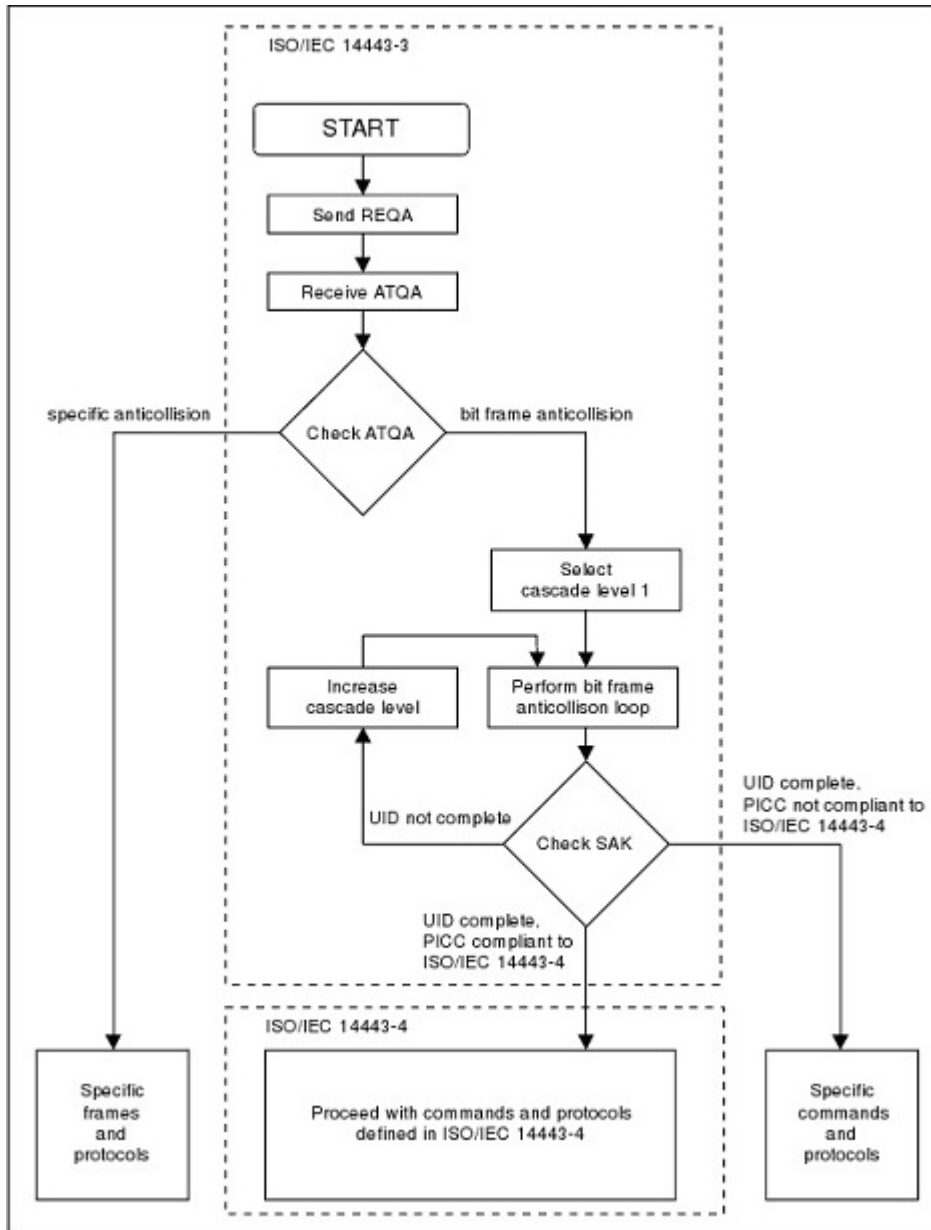 ISO/IEC 14443-3
START
Send REQA
Receive ATQA
specific anticollision
Check ATQA
bit frame anticollision
Select
cascade level 1
Increase
cascade level
Perform bit frame
anticollison loop
UID not complete
Check SAK
UID complete.
PICC not compliant to
ISO/IEC 14443-4
UID complete.
PICC compliant to
ISO/IEC 14443-4
ISO/IEC 14443-4
Specific
frames
and
protocols
Proceed with commands and protocols
defined in ISO/IEC 14443-4
Specific
commands
and
protocols